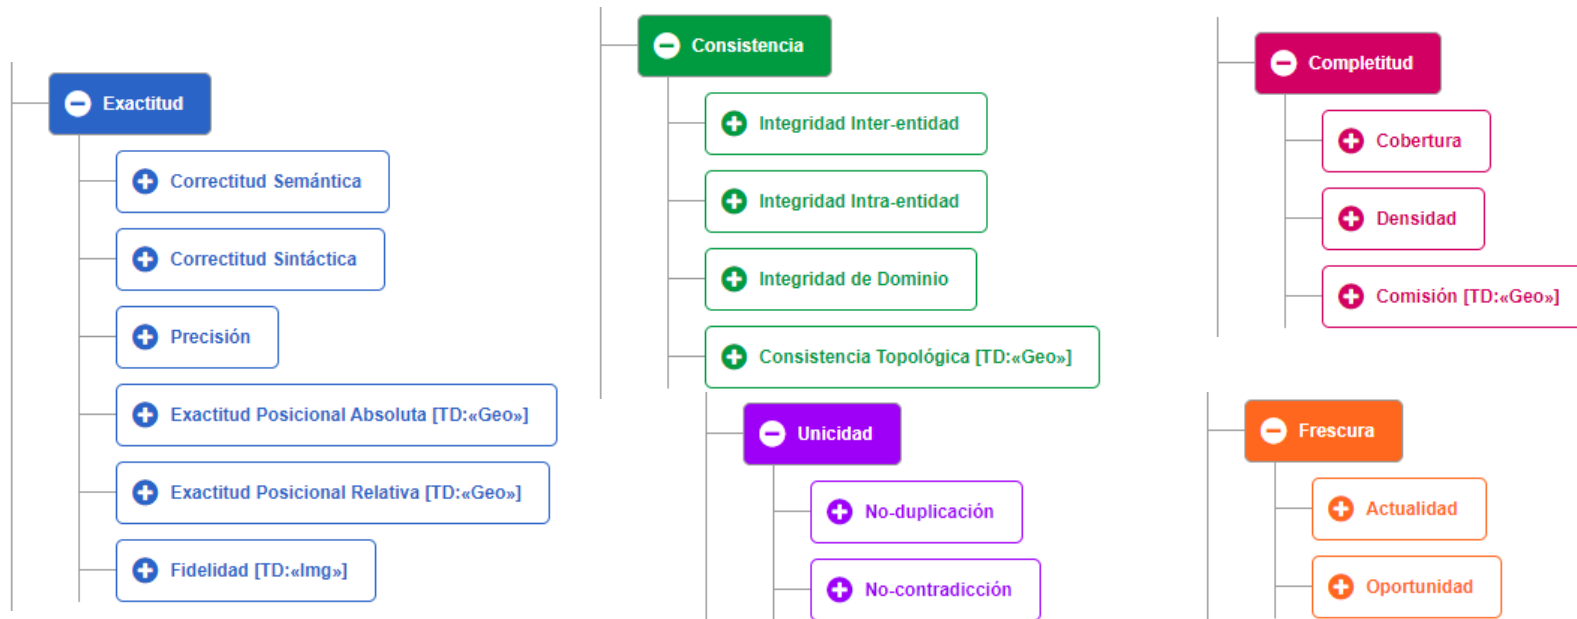 Exactitud
Correctitud Semántica
Correctitud Sintáctica
Precisión
Exactitud Posicional Absoluta [TD:«Geo»]
Exactitud Posicional Relativa [TD:«Geo»]
Fidelidad [TD:«Img»]
Consistencia
Integridad Inter-entidad
Integridad Intra-entidad
Integridad de Dominio
Consistencia Topológica [TD:«Geo»]
Unicidad
No-duplicación
No-contradicción
Completitud
Cobertura
Densidad
Comisión [TD:«Geo»]
Frescura
Actualidad
Oportunidad